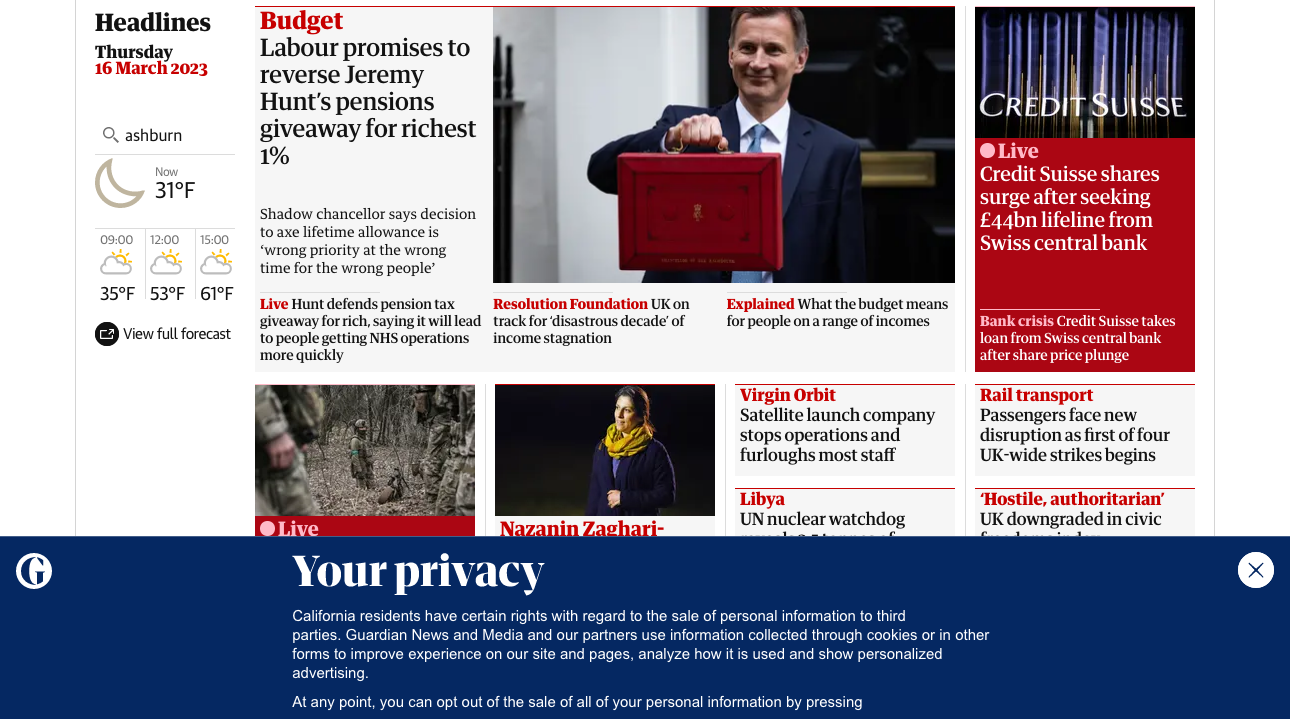 Headlines
Thursday
16 March 2023
ashburn
Now
31°F
09:00
12:00
15:00
35°F
53°F
61°F
View full forecast
Budget
Labour promises to
reverse Jeremy
Hunt's pensions
giveaway for richest
1%
Shadow chancellor says decision
to axe lifetime allowance is
‘wrong priority at the wrong
time for the wrong people’
Live Hunt defends pension tax
giveaway for rich, saying it will lead
to people getting NHS operations
more quickly
Resolution Foundation UK on
track for ‘disastrous decade’ of
income stagnation
Explained What the budget means
for people on a range of incomes
CREDIT SUISSE
Live
Credit Suisse shares
surge after seeking
£44bn lifeline from
Swiss central bank
Bank crisis Credit Suisse takes
loan from Swiss central bank
after share price plunge
Live
Nazanin Zaghari-
Virgin Orbit
Satellite launch company
stops operations and
furloughs most staff
Libya
UN nuclear watchdog
Rail transport
Passengers face new
disruption as first of four
UK-wide strikes begins
‘Hostile, authoritarian’
UK downgraded in civic
G
Your privacy
California residents have certain rights with regard to the sale of personal information to third
parties. Guardian News and Media and our partners use information collected through cookies or in other
forms to improve experience on our site and pages, analyze how it is used and show personalized
advertising.
At any point, you can opt out of the sale of all of your personal information by pressing